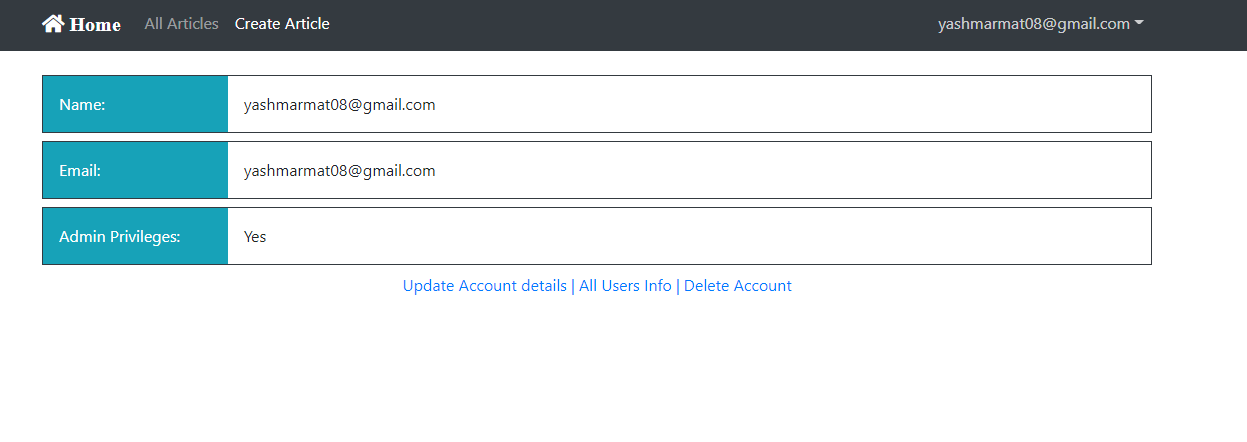 Home All Articles Create Article yashmarmat08@gmail.com
Name: yashmarmat08@gmail.com
Email: yashmarmat08@gmail.com
Admin Privileges: Yes
Update Account details | All Users Info | Delete Account